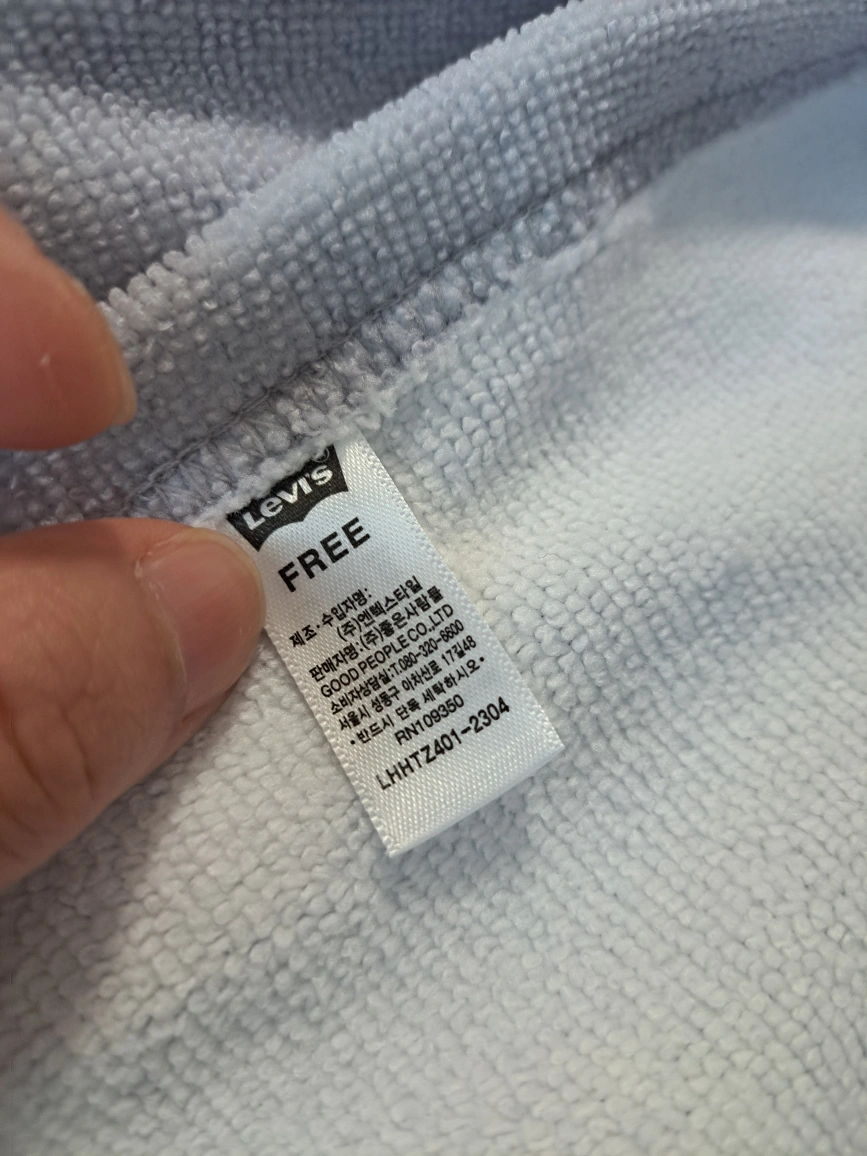 Levi's®
FREE
제조·수입자명:
(주)엔텍스타일
판매자명:(주)좋은사람들
GOOD PEOPLE CO.,LTD
소비자상담실:T.080-320-6600
서울시 성동구 아차산로 17길48
•반드시 단독 세탁하시오•
RN109350
LHHTZ401-2304